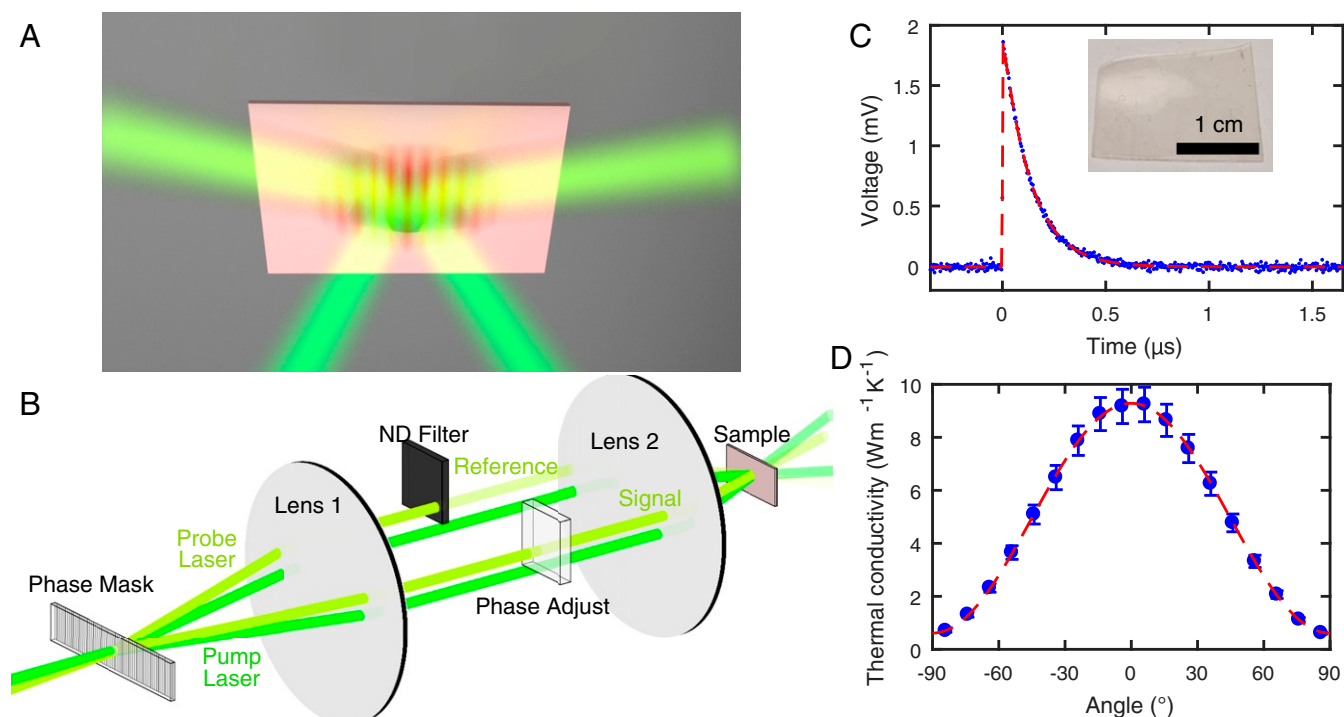 A
B
ND Filter
Reference
Lens 2
Sample
Lens 1
Signal
Probe
Laser
Phase Mask
Phase Adjust
Pump
Laser
C
2
1.5
1
0.5
0
Voltage (mV)
1 cm
0 0.5 1 1.5
Time (µs)
D
10
8
6
4
2
0
Thermal conductivity (Wm -1K-1)
-90 -60 -30 0 30 60 90
Angle (°)